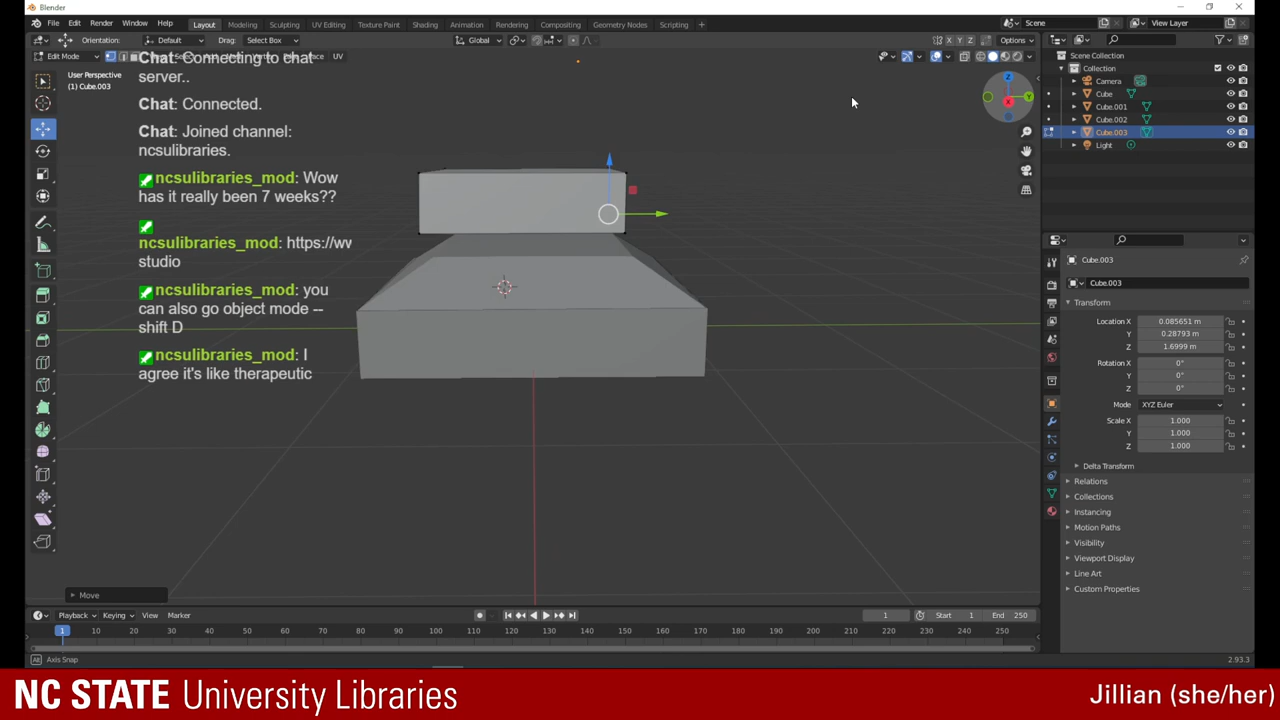 Blender
File Edit Render Window Help Layout Modeling Sculpting UV Editing Texture Paint Shading Animation Rendering Compositing Geometry Nodes Scripting + Scene View Layer
Orientation: Default Drag: Select Box Global X Y Z Options
Edit Mode UV
User Perspective
(1) Cube.003
Chat: Connecting to chat
server..
Chat: Connected.
Chat: Joined channel:
ncsulibraries.
ncsulibraries_mod: Wow
has it really been 7 weeks??
ncsulibraries_mod: https://wv
studio
ncsulibraries_mod: you
can also go object mode --
shift D
ncsulibraries_mod: I
agree it's like therapeutic
Z
Y
X
Scene Collection
Collection
Camera
Cube
Cube.001
Cube.002
Cube.003
Light
Cube.003
Cube.003
Transform
Location X 0.085651 m
Y 0.28793 m
Z 1.6999 m
Rotation X 0°
Y 0°
Z 0°
Mode XYZ Euler
Scale X 1.000
Y 1.000
Z 1.000
Delta Transform
Relations
Collections
Instancing
Motion Paths
Visibility
Viewport Display
Line Art
Custom Properties
Move
Playback Keying View Marker 1 Start 1 End 250
1 10 20 30 40 50 60 70 80 90 100 110 120 130 140 150 160 170 180 190 200 210 220 230 240 250
Alt Axis Snap 2.93.3
NC STATE University Libraries Jillian (she/her)